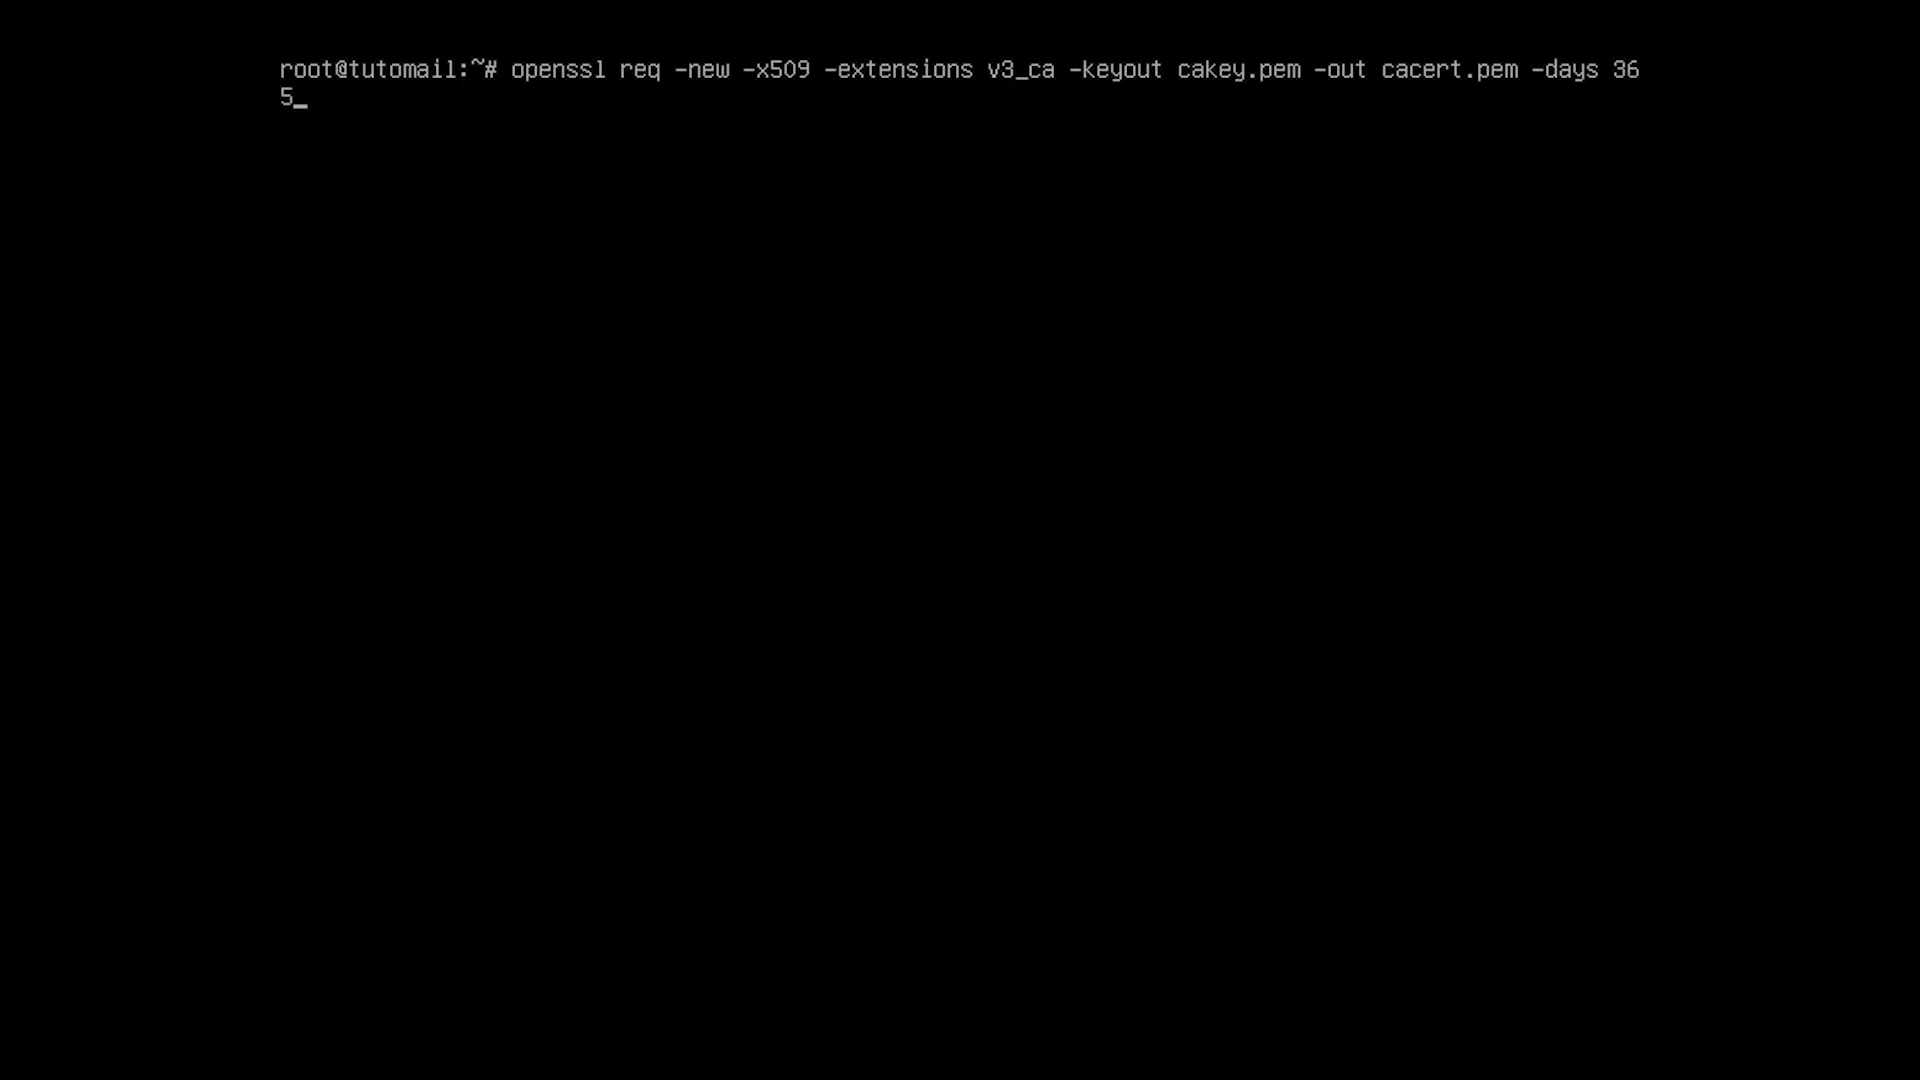 root@tutomail:~# openssl req -new -x509 -extensions v3_ca -keyout cakey.pem -out cacert.pem -days 36
5_